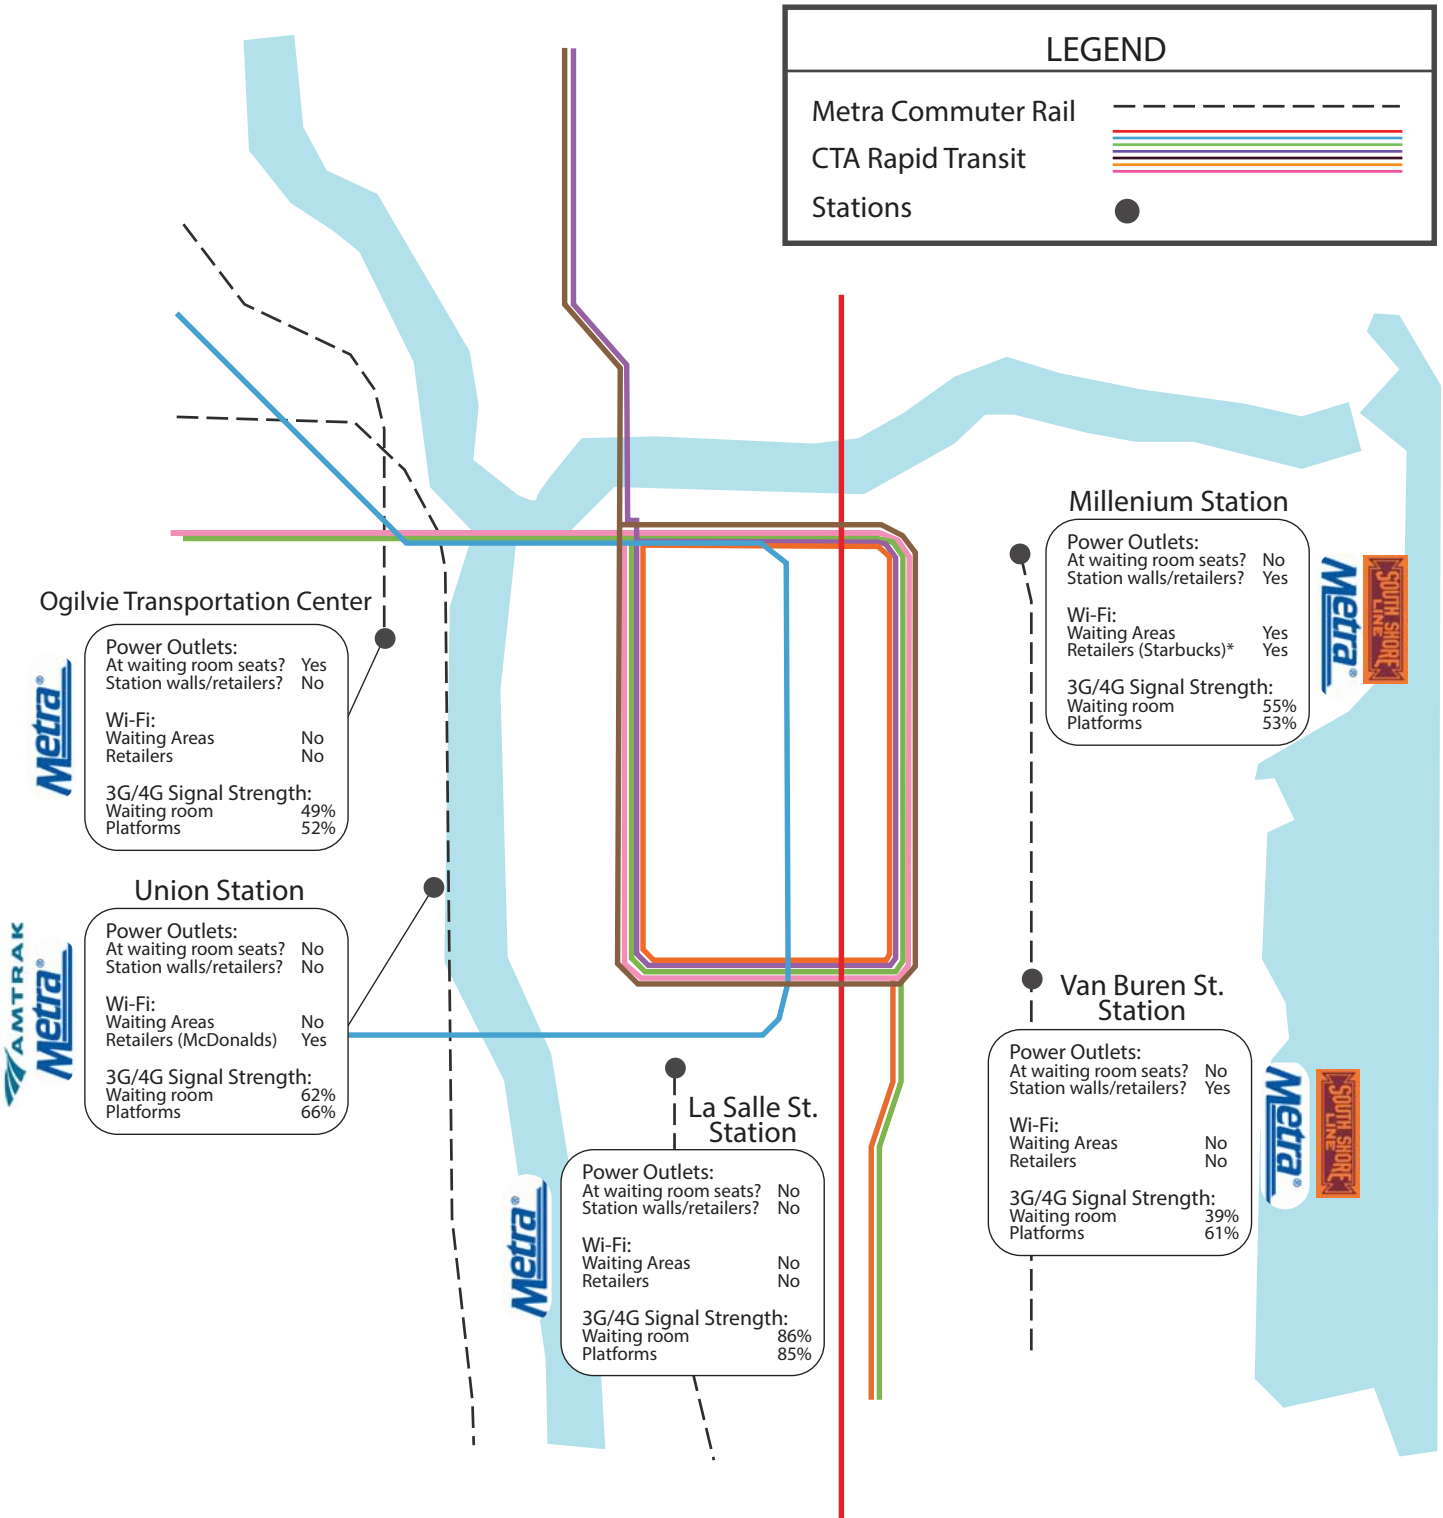 LEGEND
Metra Commuter Rail
CTA Rapid Transit
Stations
Millenium Station
Power Outlets:
At waiting room seats? No
Station walls/retailers? Yes
Wi-Fi:
Waiting Areas Yes
Retailers (Starbucks)* Yes
3G/4G Signal Strength:
Waiting room 55%
Platforms 53%
Metra®
SOUTH SHORE
LINE
Ogilvie Transportation Center
Power Outlets:
At waiting room seats? Yes
Station walls/retailers? No
Wi-Fi:
Waiting Areas No
Retailers No
3G/4G Signal Strength:
Waiting room 49%
Platforms 52%
Metra®
Union Station
Power Outlets:
At waiting room seats? No
Station walls/retailers? No
Wi-Fi:
Waiting Areas No
Retailers (McDonalds) Yes
3G/4G Signal Strength:
Waiting room 62%
Platforms 66%
AMTRAK
Metra®
Van Buren St.
Station
Power Outlets:
At waiting room seats? No
Station walls/retailers? Yes
Wi-Fi:
Waiting Areas No
Retailers No
3G/4G Signal Strength:
Waiting room 39%
Platforms 61%
Metra®
SOUTH SHORE
LINE
La Salle St.
Station
Power Outlets:
At waiting room seats? No
Station walls/retailers? No
Wi-Fi:
Waiting Areas No
Retailers No
3G/4G Signal Strength:
Waiting room 86%
Platforms 85%
Metra®